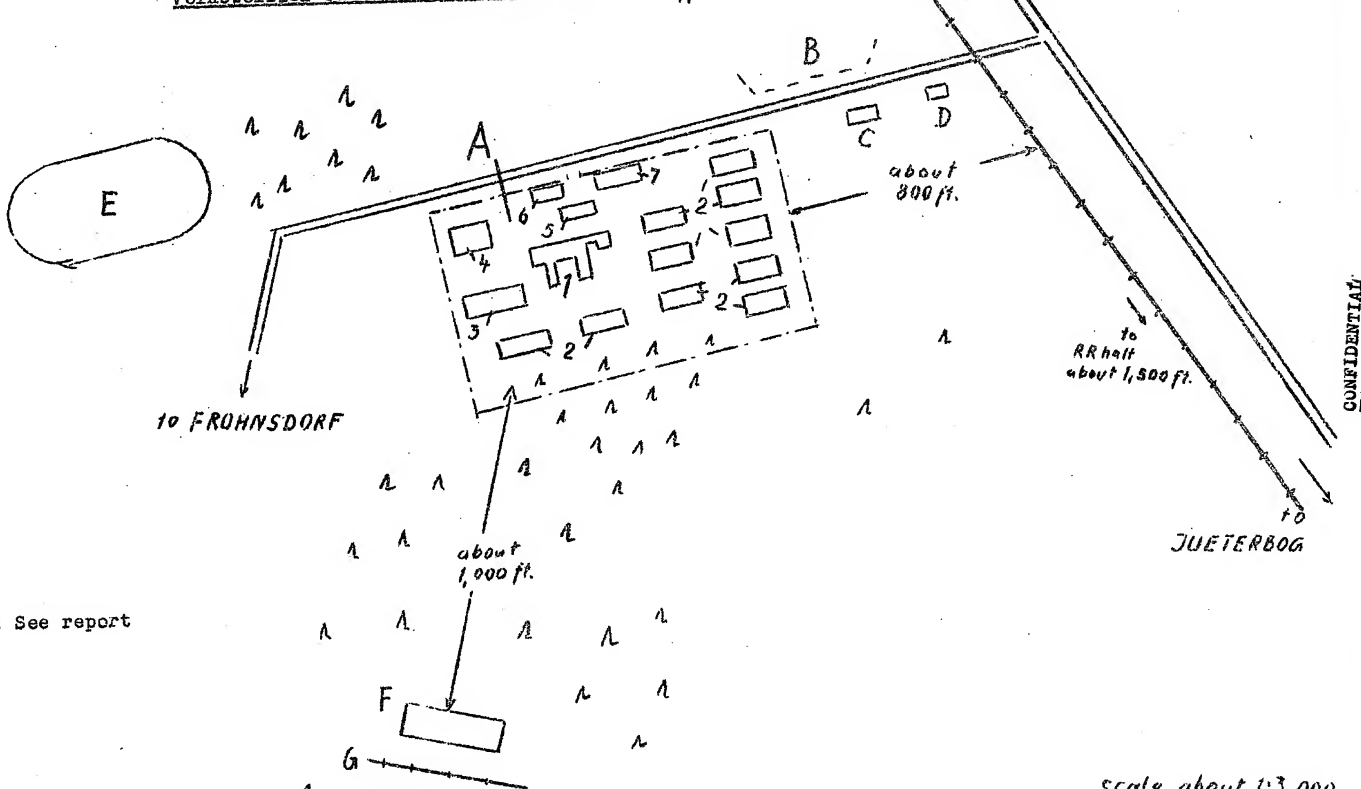 B
A
C
D
E
about
800 ft.
6
7
5
2
4
1
3
2
2
2
to
RR halt
about 1,500 ft.
CONFIDENTIAL
to FROHNSDORF
to
JUETERBOG
about
1,000 ft.
See report
F
G
scale about 1:3,000